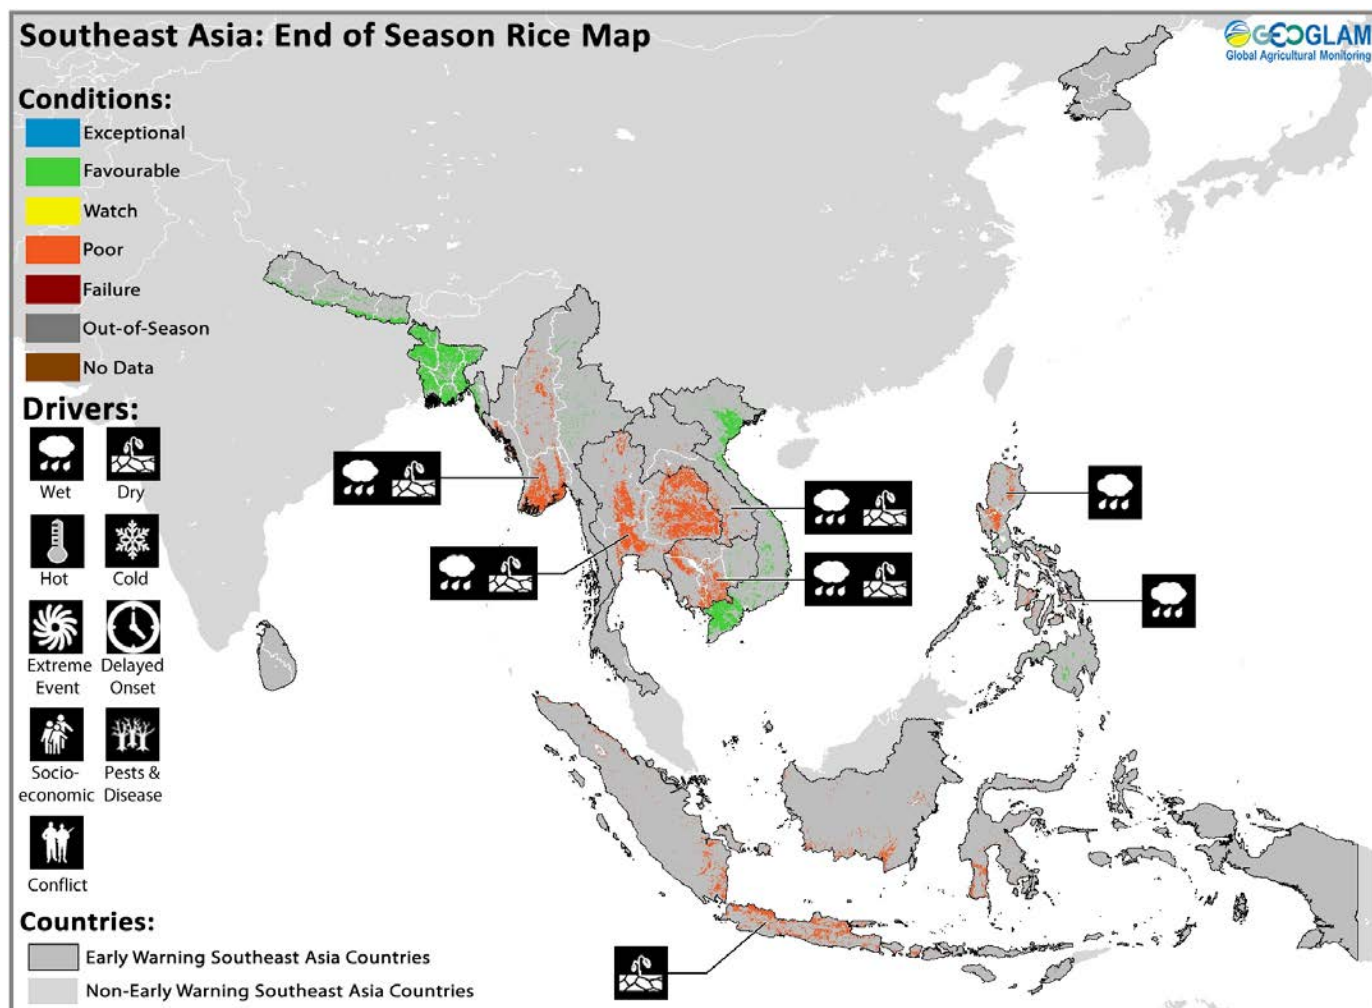 Southeast Asia: End of Season Rice Map
GEOGLAM
Global Agricultural Monitoring
Conditions:
Exceptional
Favourable
Watch
Poor
Failure
Out-of-Season
No Data
Drivers:
Wet
Dry
Hot
Cold
Extreme
Event
Delayed
Onset
Socio-
economic
Pests &
Disease
Conflict
Countries:
Early Warning Southeast Asia Countries
Non-Early Warning Southeast Asia Countries